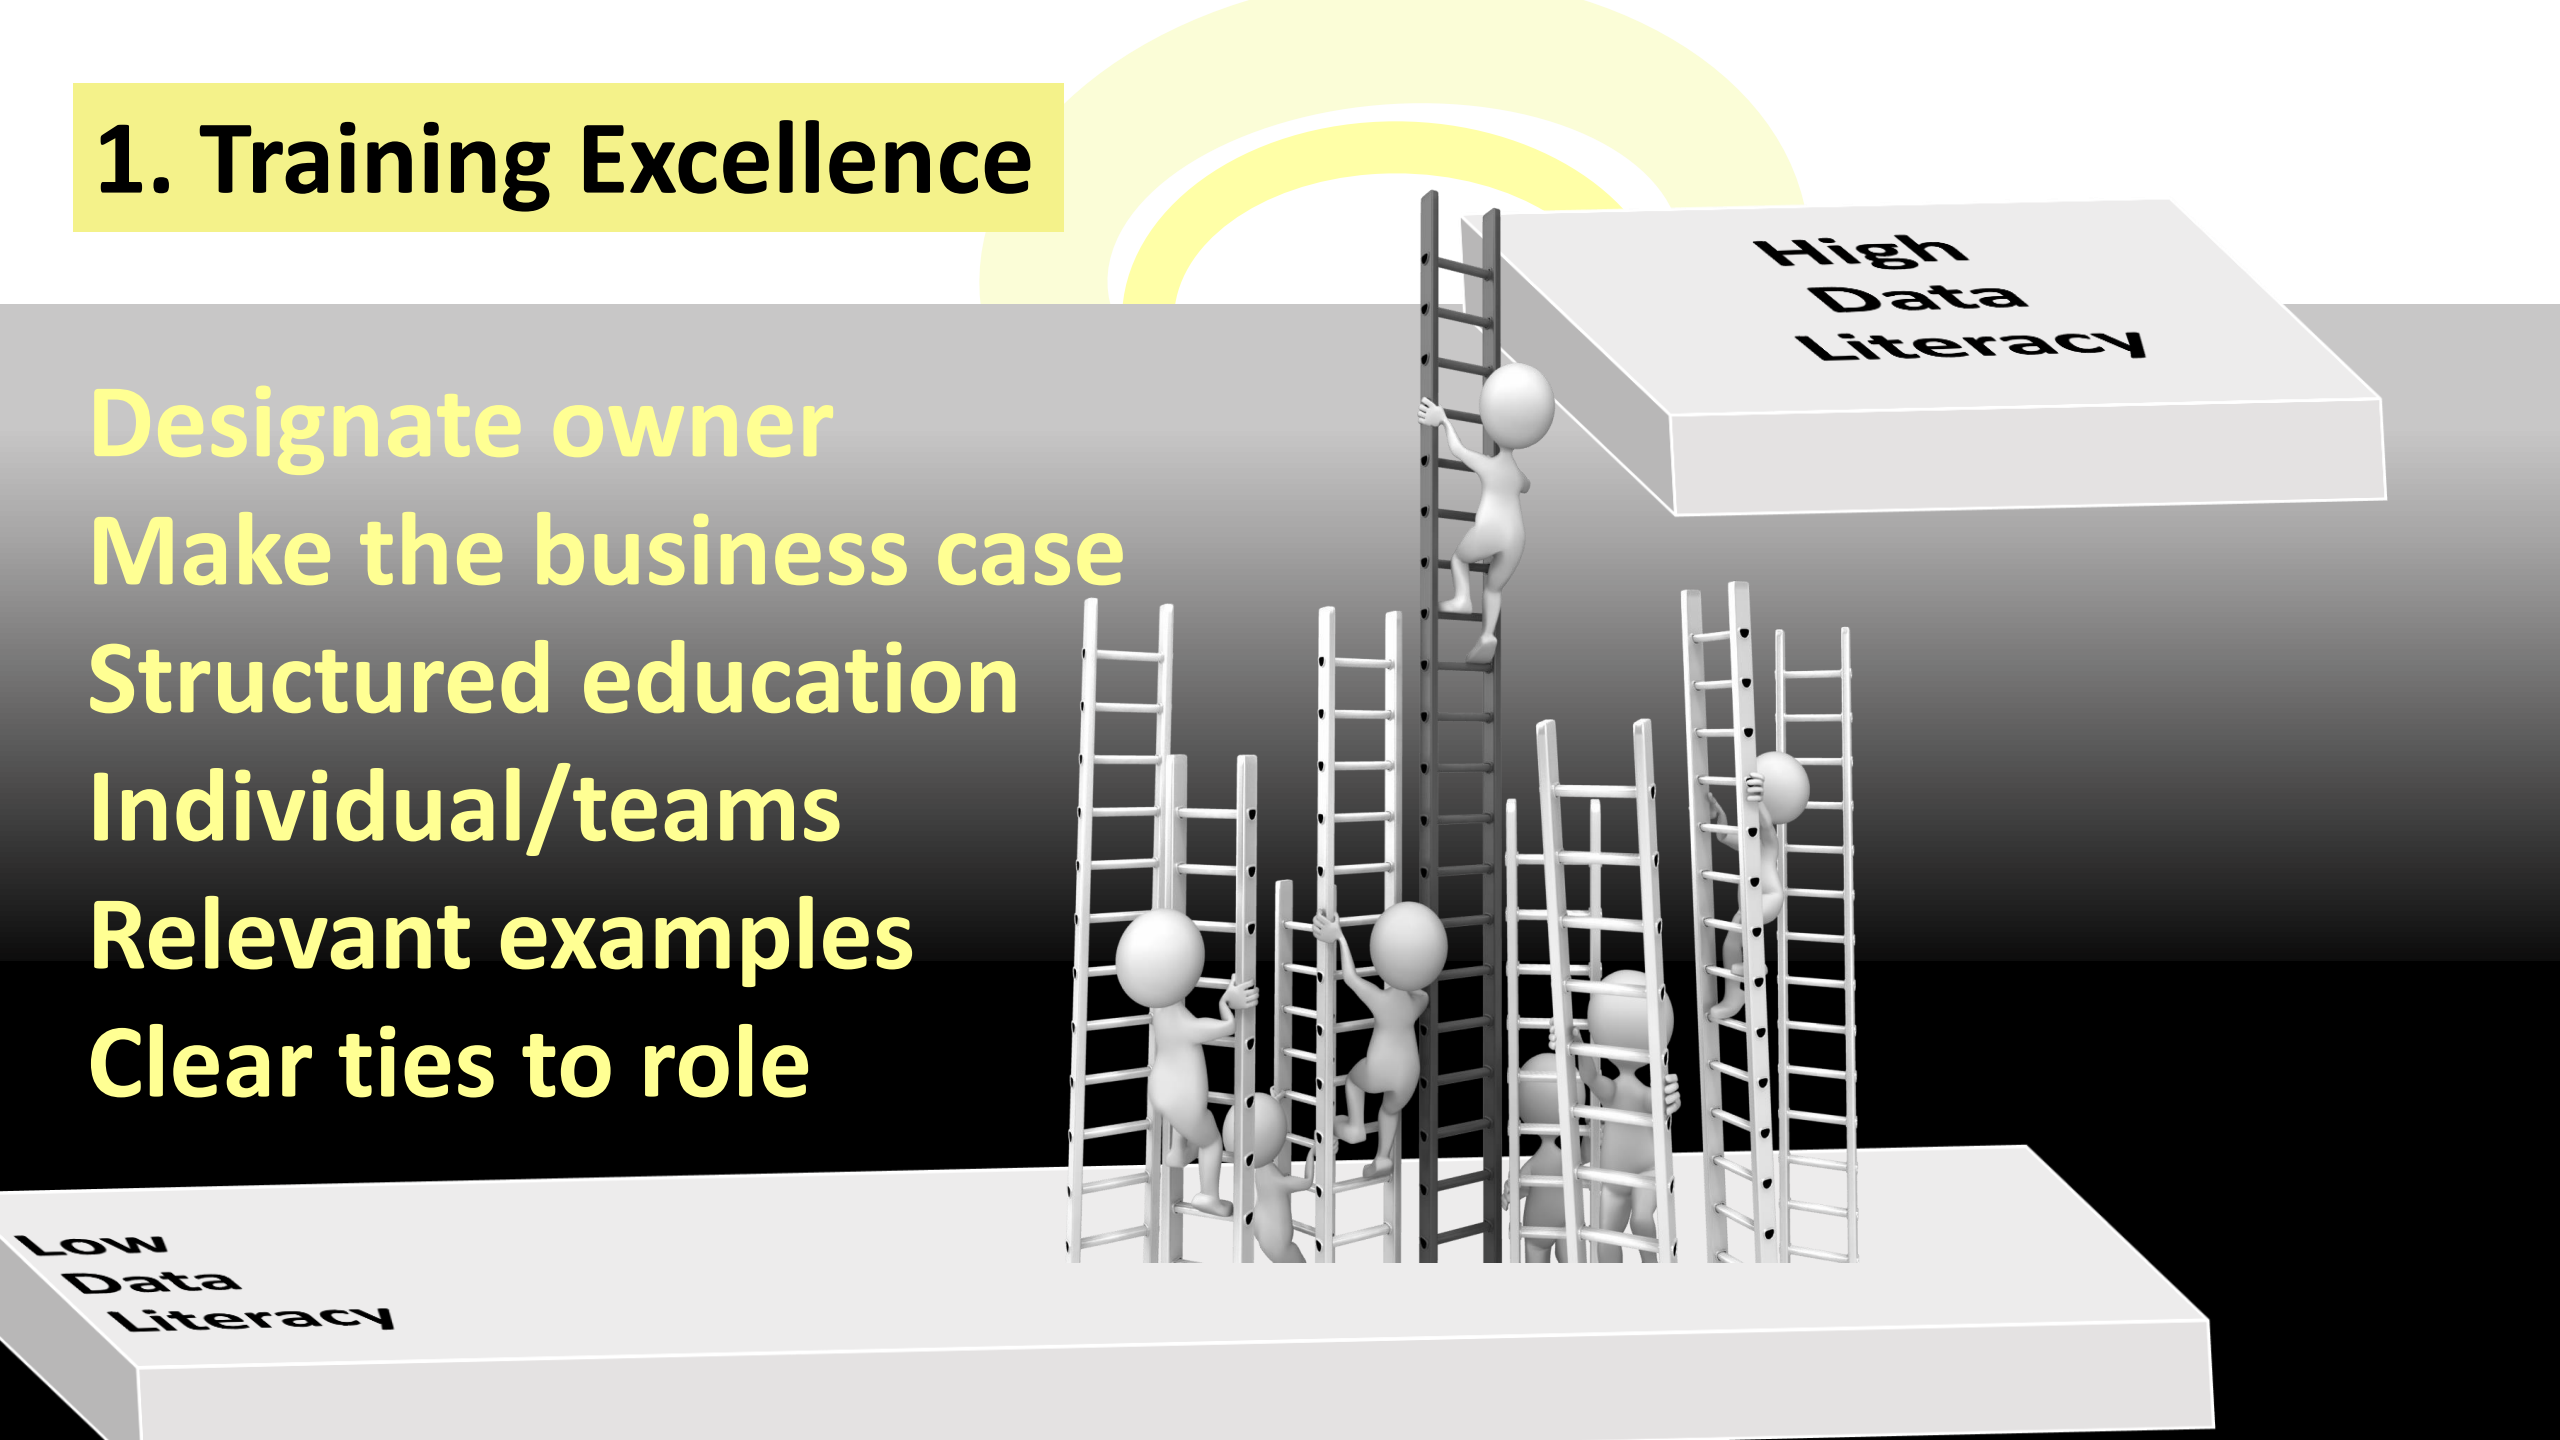 1. Training Excellence
High
Data
Literacy
Designate owner
Make the business case
Structured education
Individual/teams
Relevant examples
Clear ties to role
Low
Data
Literacy